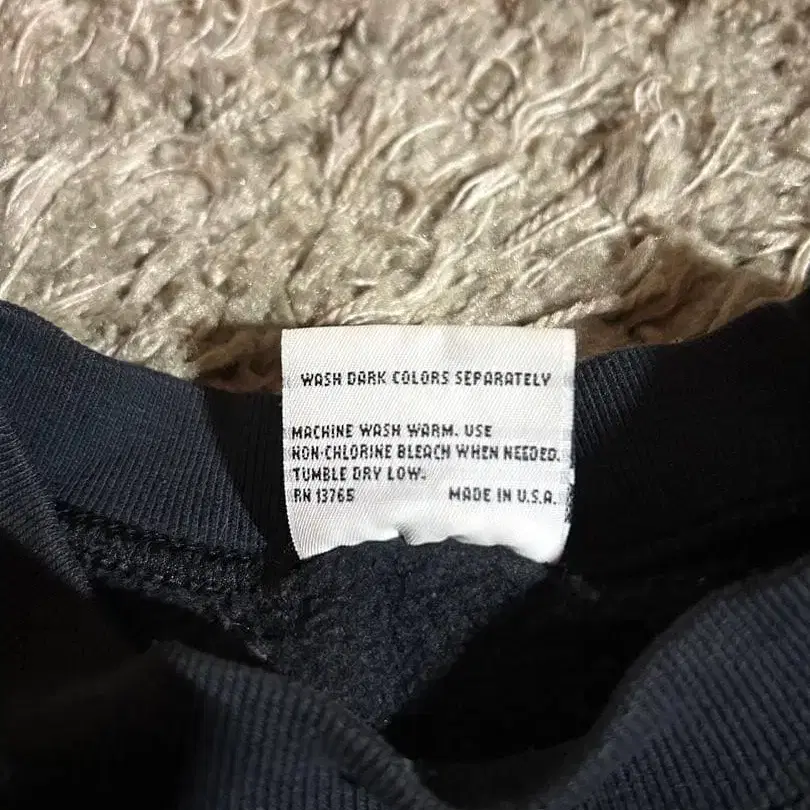 WASH DARK COLORS SEPARATELY
MACHINE WASH WARM. USE
NON-CHLORINE BLEACH WHEN NEEDED.
TUMBLE DRY LOW.
RN 13765 MADE IN U.S.A.